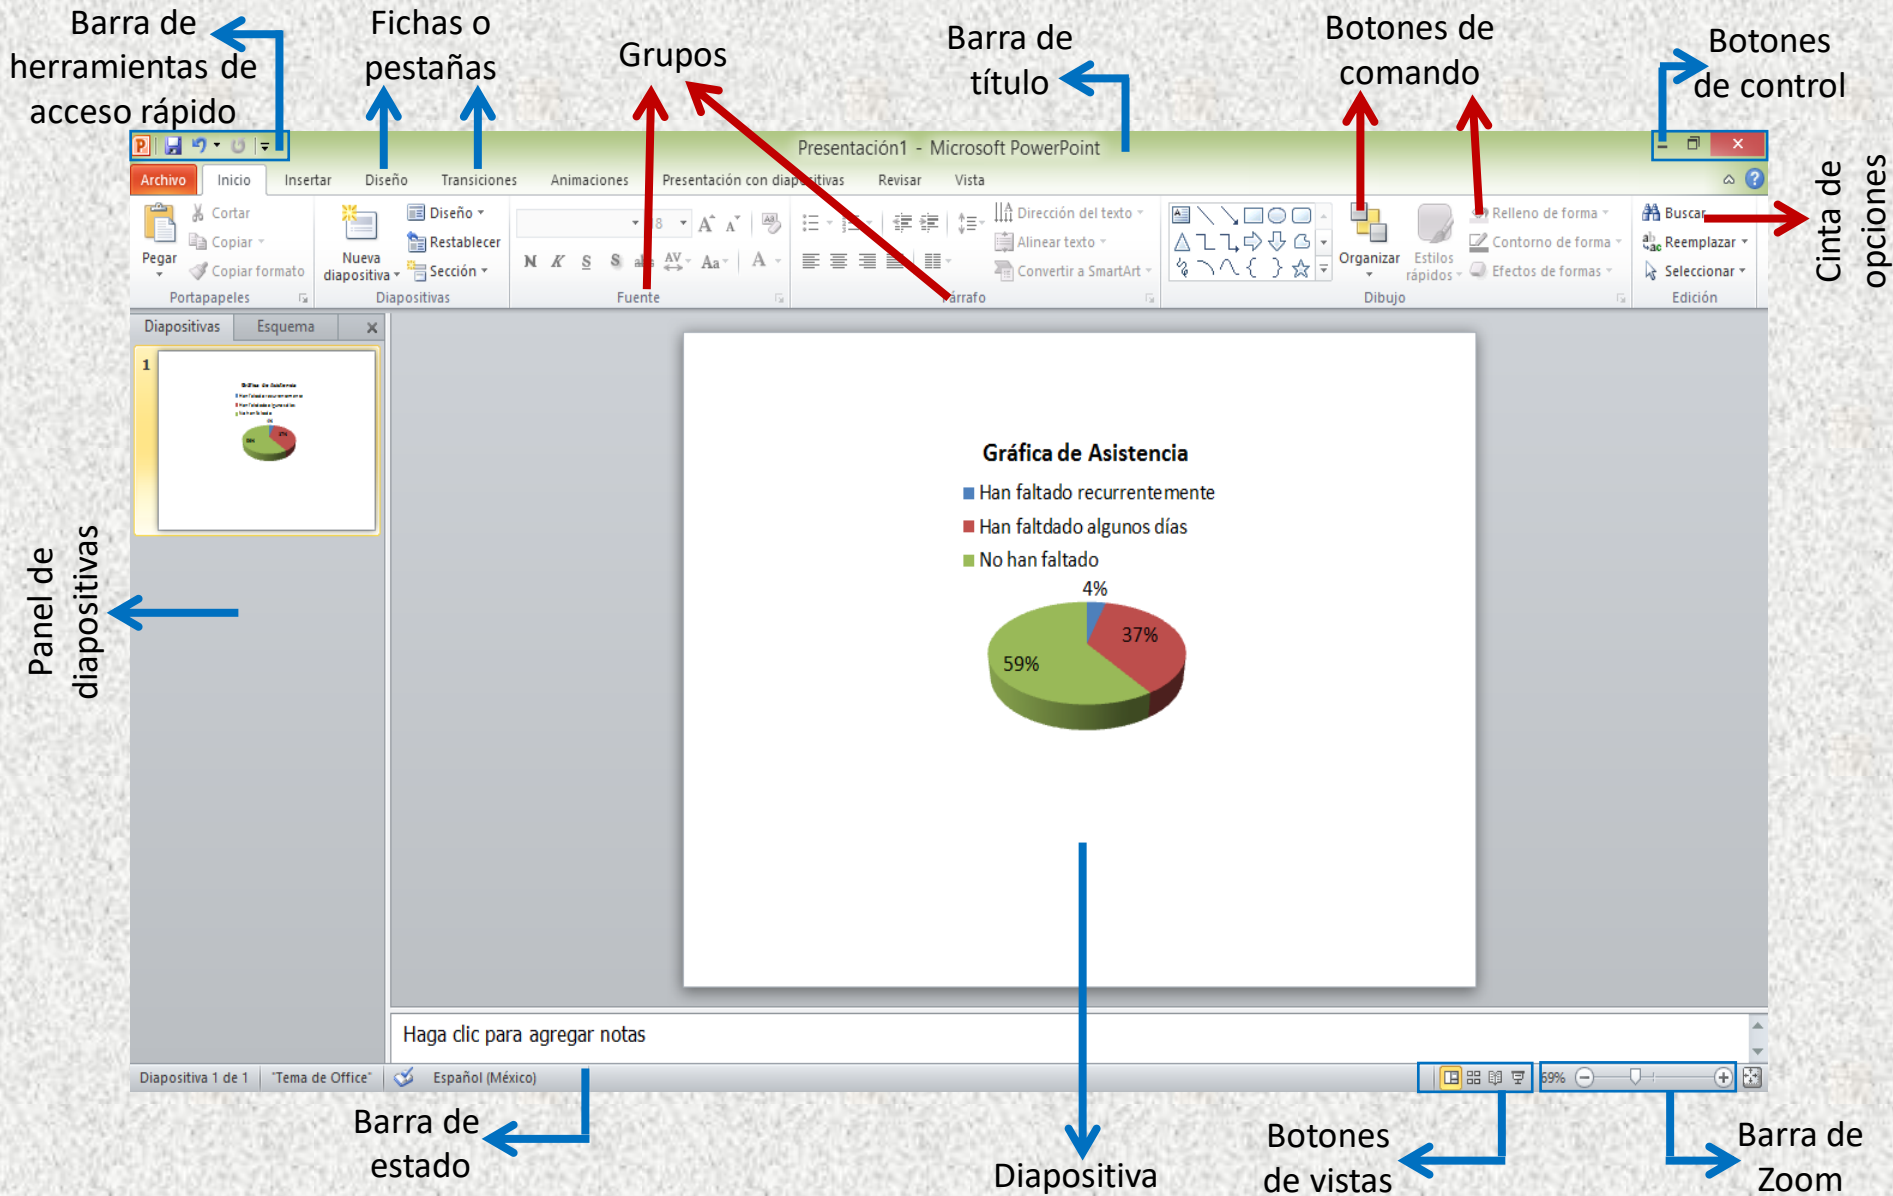 Barra de
herramientas de
acceso rápido
Fichas o
pestañas
Grupos
Barra de
título
Botones de
comando
Botones
de control
Presentación1 - Microsoft PowerPoint
Archivo Inicio Insertar Diseño Transiciones Animaciones Presentación con diapositivas Revisar Vista
Cinta de
opciones
Pegar
Cortar
Copiar
Copiar formato
Portapapeles
Nueva
diapositiva
Diseño
Restablecer
Sección
Diapositivas
N K S S abc AV Aa A
Fuente
Dirección del texto
Alinear texto
Convertir a SmartArt
Párrafo
Organizar
Estilos
rápidos
Relleno de forma
Contorno de forma
Efectos de formas
Dibujo
Buscar
Reemplazar
Seleccionar
Edición
Diapositivas Esquema
1
Panel de
diapositivas
Gráfica de Asistencia
Han faltado recurrentemente
Han faltdado algunos días
No han faltado
4%
37%
59%
Haga clic para agregar notas
Diapositiva 1 de 1 "Tema de Office" Español (México) 69%
Barra de
estado
Diapositiva
Botones
de vistas
Barra de
Zoom